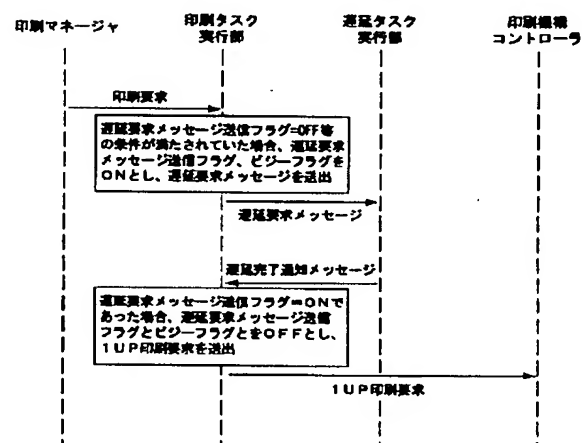 印刷マネージャ
印刷タスク
実行部
遅延タスク
実行部
印刷機構
コントローラ
印刷要求
遅延要求メッセージ送信フラグ=OFF等
の条件が満たされていた場合、遅延要求
メッセージ送信フラグ、ビジーフラグを
ONとし、遅延要求メッセージを送出
遅延要求メッセージ
遅延完了通知メッセージ
遅延要求メッセージ送信フラグ=ONで
あった場合、遅延要求メッセージ送信
フラグとビジーフラグとをOFFとし、
1UP印刷要求を送出
1UP印刷要求